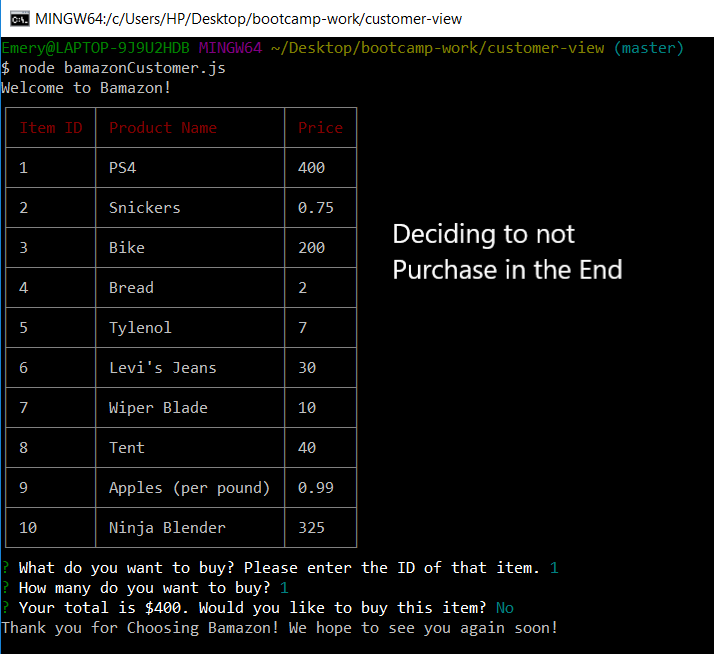 MINGW64:/c/Users/HP/Desktop/bootcamp-work/customer-view
Emery@LAPTOP-9J9U2HDB MINGW64 ~/Desktop/bootcamp-work/customer-view (master)
$ node bamazonCustomer.js
Welcome to Bamazon!
Item ID Product Name Price
1 PS4 400
2 Snickers 0.75
3 Bike 200
4 Bread 2
5 Tylenol 7
6 Levi's Jeans 30
7 Wiper Blade 10
8 Tent 40
9 Apples (per pound) 0.99
10 Ninja Blender 325
Deciding to not
Purchase in the End
? What do you want to buy? Please enter the ID of that item. 1
? How many do you want to buy? 1
? Your total is $400. Would you like to buy this item? No
Thank you for Choosing Bamazon! We hope to see you again soon!